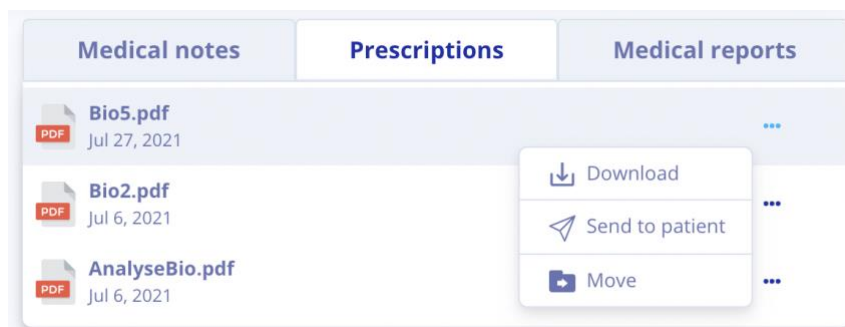 Medical notes
Prescriptions
Medical reports
PDF
Bio5.pdf
Jul 27, 2021
•••
Download
Send to patient
Move
PDF
Bio2.pdf
Jul 6, 2021
•••
PDF
AnalyseBio.pdf
Jul 6, 2021
•••